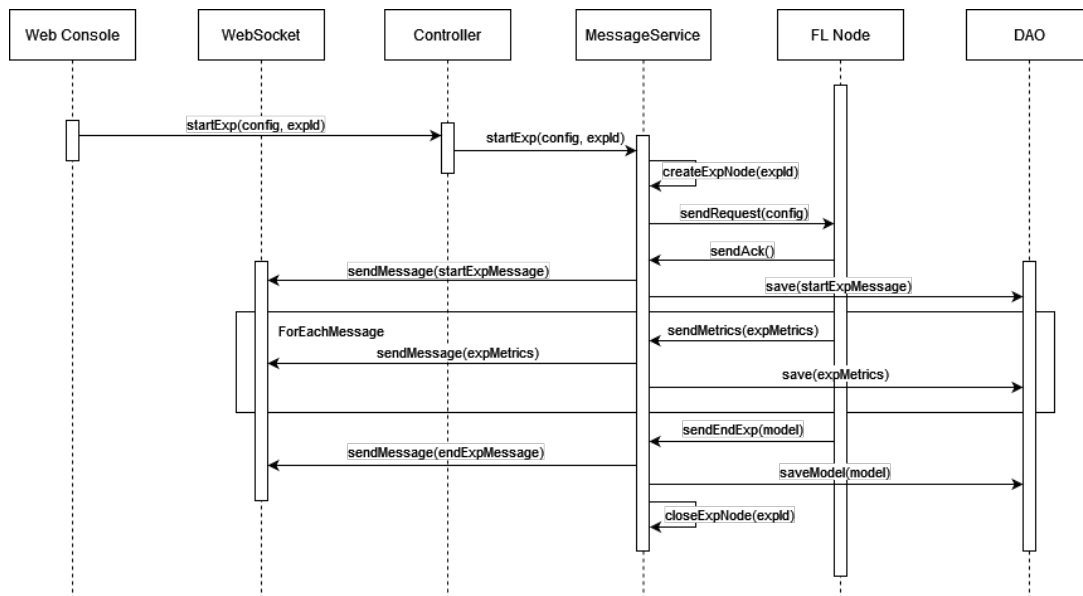 Web Console
WebSocket
Controller
MessageService
FL Node
DAO
startExp(config, expId)
startExp(config, expId)
createExpNode(expId)
sendRequest(config)
sendAck()
sendMessage(startExpMessage)
save(startExpMessage)
ForEachMessage
sendMetrics(expMetrics)
sendMessage(expMetrics)
save(expMetrics)
sendEndExp(model)
sendMessage(endExpMessage)
saveModel(model)
closeExpNode(expId)